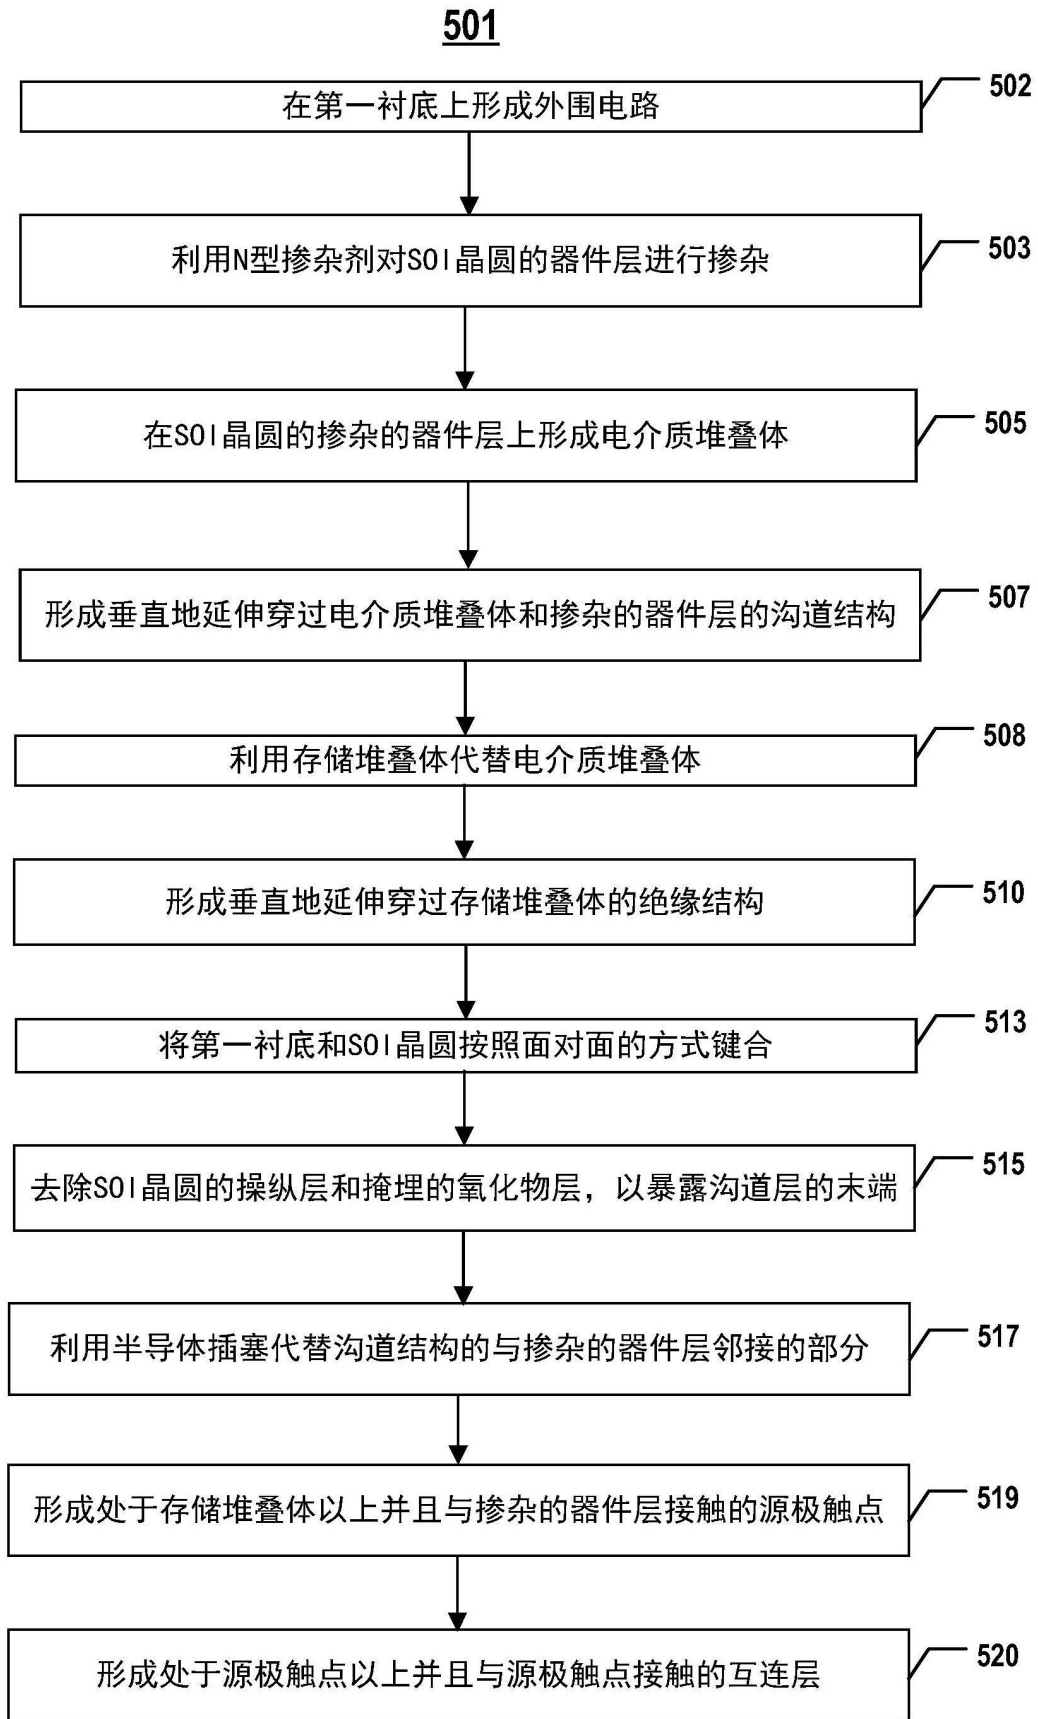 501
在第一衬底上形成外围电路
502
利用N型掺杂剂对SOI晶圆的器件层进行掺杂
503
在SOI晶圆的掺杂的器件层上形成电介质堆叠体
505
形成垂直地延伸穿过电介质堆叠体和掺杂的器件层的沟道结构
507
利用存储堆叠体代替电介质堆叠体
508
形成垂直地延伸穿过存储堆叠体的绝缘结构
510
将第一衬底和SOI晶圆按照面对面的方式键合
513
去除SOI晶圆的操纵层和掩埋的氧化物层，以暴露沟道层的末端
515
利用半导体插塞代替沟道结构的与掺杂的器件层邻接的部分
517
形成处于存储堆叠体以上并且与掺杂的器件层接触的源极触点
519
形成处于源极触点以上并且与源极触点接触的互连层
520